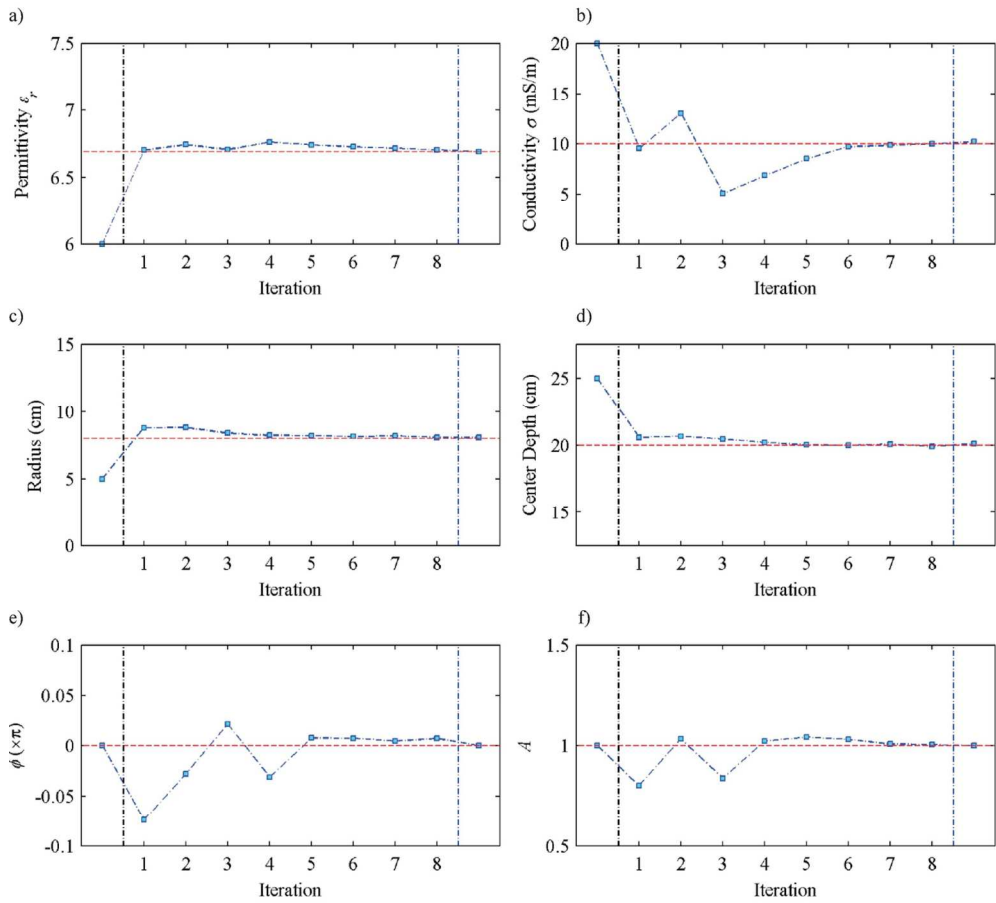 a)
7.5
7
6.5
6
Permittivity εr
1 2 3 4 5 6 7 8
Iteration
b)
20
15
10
5
0
Conductivity σ (mS/m)
1 2 3 4 5 6 7 8
Iteration
c)
15
10
5
0
Radius (cm)
1 2 3 4 5 6 7 8
Iteration
d)
25
20
15
Center Depth (cm)
1 2 3 4 5 6 7 8
Iteration
e)
0.1
0.05
0
-0.05
-0.1
ϕ (×π)
1 2 3 4 5 6 7 8
Iteration
f)
1.5
1
0.5
A
1 2 3 4 5 6 7 8
Iteration